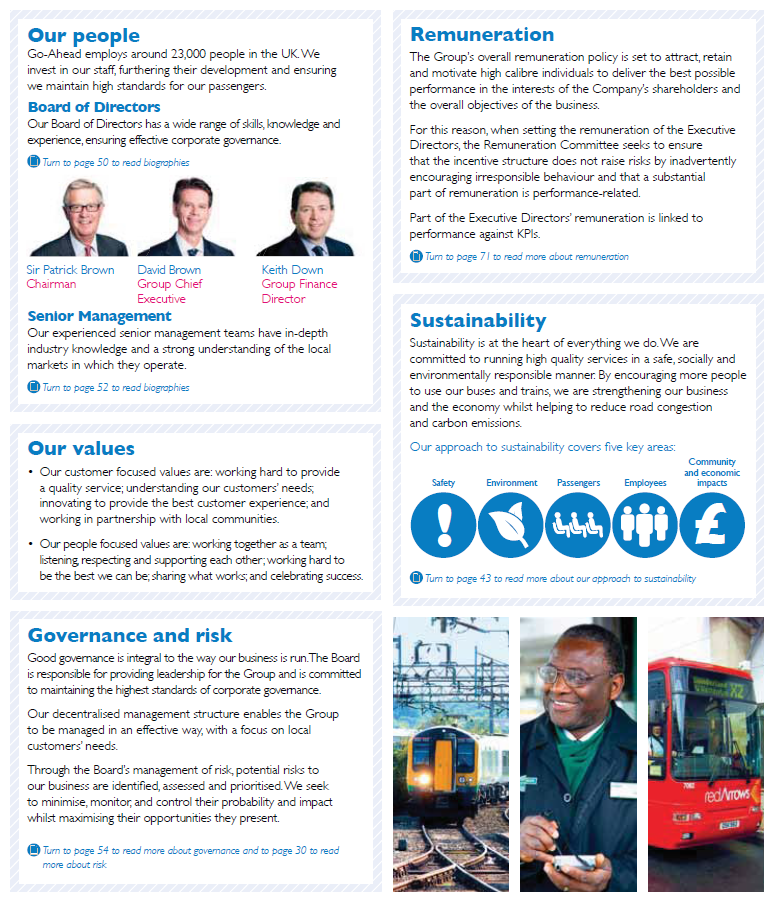 Our people
Go-Ahead employs around 23,000 people in the UK. We
invest in our staff, furthering their development and ensuring
we maintain high standards for our passengers.
Board of Directors
Our Board of Directors has a wide range of skills, knowledge and
experience, ensuring effective corporate governance.
Turn to page 50 to read biographies
Sir Patrick Brown
Chairman
David Brown
Group Chief
Executive
Keith Down
Group Finance
Director
Senior Management
Our experienced senior management teams have in-depth
industry knowledge and a strong understanding of the local
markets in which they operate.
Turn to page 52 to read biographies
Our values
• Our customer focused values are: working hard to provide
a quality service; understanding our customers' needs;
innovating to provide the best customer experience; and
working in partnership with local communities.
• Our people focused values are: working together as a team;
listening, respecting and supporting each other; working hard to
be the best we can be; sharing what works; and celebrating success.
Governance and risk
Good governance is integral to the way our business is run. The Board
is responsible for providing leadership for the Group and is committed
to maintaining the highest standards of corporate governance.
Our decentralised management structure enables the Group
to be managed in an effective way, with a focus on local
customers' needs.
Through the Board's management of risk, potential risks to
our business are identified, assessed and prioritised. We seek
to minimise, monitor, and control their probability and impact
whilst maximising their opportunities they present.
Turn to page 54 to read more about governance and to page 30 to read
more about risk
Remuneration
The Group's overall remuneration policy is set to attract, retain
and motivate high calibre individuals to deliver the best possible
performance in the interests of the Company's shareholders and
the overall objectives of the business.
For this reason, when setting the remuneration of the Executive
Directors, the Remuneration Committee seeks to ensure
that the incentive structure does not raise risks by inadvertently
encouraging irresponsible behaviour and that a substantial
part of remuneration is performance-related.
Part of the Executive Directors' remuneration is linked to
performance against KPIs.
Turn to page 71 to read more about remuneration
Sustainability
Sustainability is at the heart of everything we do. We are
committed to running high quality services in a safe, socially and
environmentally responsible manner. By encouraging more people
to use our buses and trains, we are strengthening our business
and the economy whilst helping to reduce road congestion
and carbon emissions.
Our approach to sustainability covers five key areas:
Safety
Environment
Passengers
Employees
Community
and economic
impacts
!
£
Turn to page 43 to read more about our approach to sustainability
X2
7082
redArrows